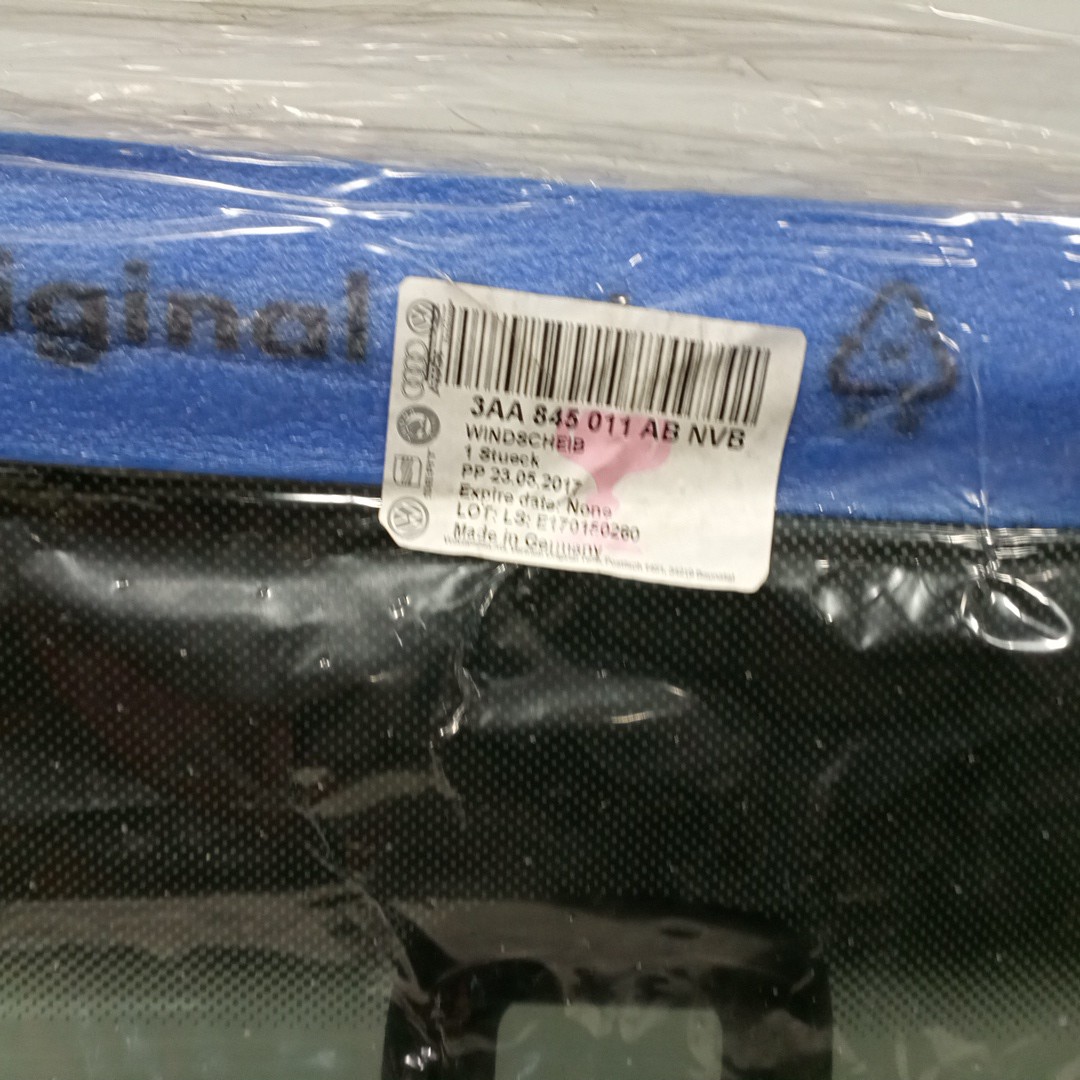 iginal
3AA 845 011 AB NVB
WINDSCHEIB
1 Stueck
PP 23.05.2017
Expire date: None
LOT: LS: E170150260
Made in Germany